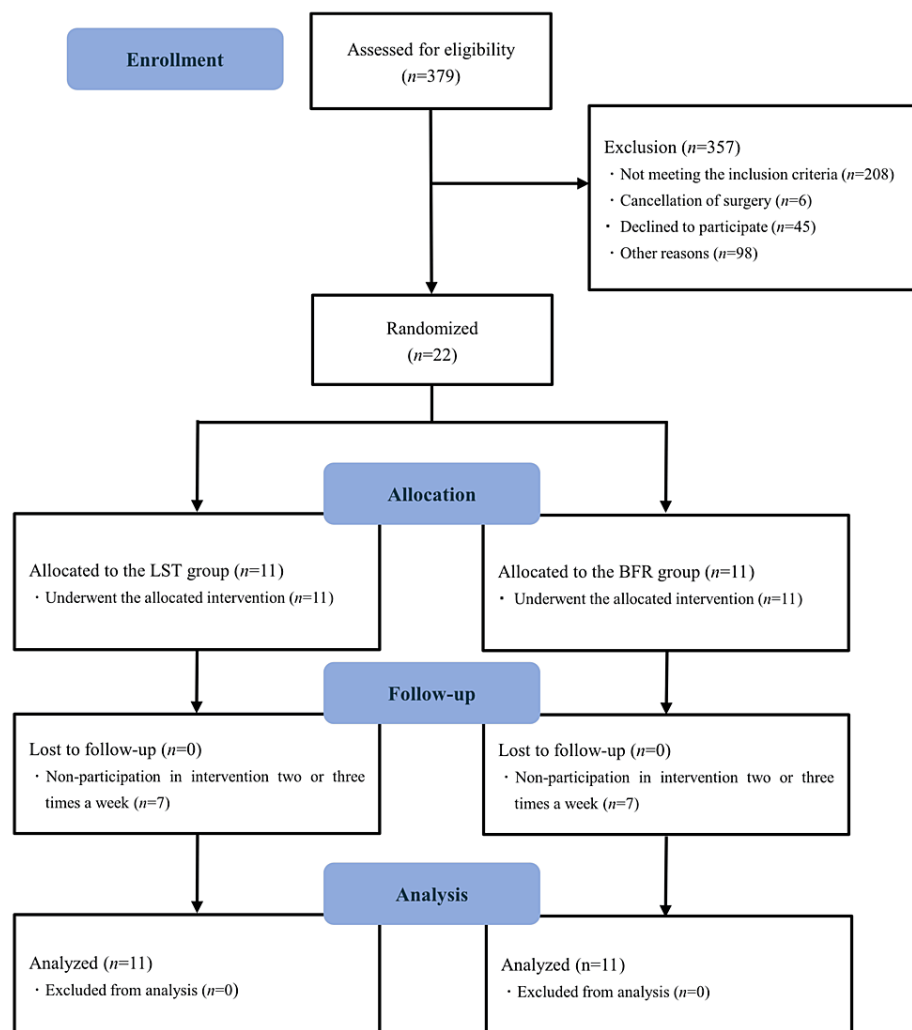 Enrollment
Assessed for eligibility
(n=379)
Exclusion (n=357)
· Not meeting the inclusion criteria (n=208)
· Cancellation of surgery (n=6)
・ Declined to participate (n=45)
· Other reasons (n=98)
Randomized
(n=22)
Allocation
Allocated to the LST group (n=11)
· Underwent the allocated intervention (n=11)
Allocated to the BFR group (n=11)
・ Underwent the allocated intervention (n=11)
Follow-up
Lost to follow-up (n=0)
· Non-participation in intervention two or three
times a week (n=7)
Lost to follow-up (n=0)
· Non-participation in intervention two or three
times a week (n=7)
Analysis
Analyzed (n=11)
· Excluded from analysis (n=0)
Analyzed (n=11)
· Excluded from analysis (n=0)